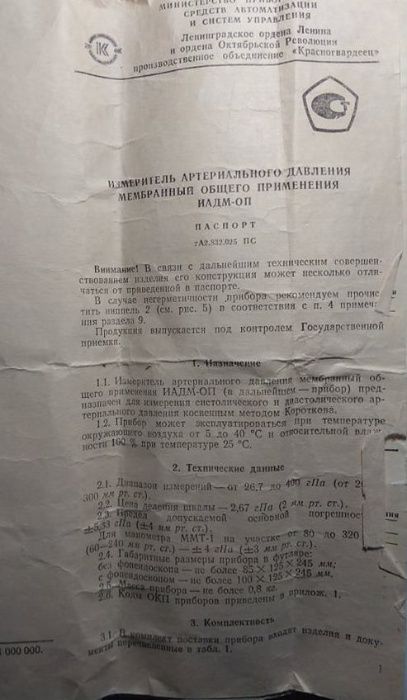 МИНИСТЕРСТВО
СРЕДСТВ АВТОМАТИЗАЦИИ
И СИСТЕМ УПРАВЛЕНИЯ
Ленинградское ордена Ленина
и ордена Октябрьской Революции
производственное объединение «Красногвардеец»
К
ИЗМЕРИТЕЛЬ АРТЕРИАЛЬНОГО ДАВЛЕНИЯ
МЕМБРАННЫЙ ОБЩЕГО ПРИМЕНЕНИЯ
ИАДМ-ОП
ПАСПОРТ
гА2.832.025 ПС
Внимание! В связи с дальнейшим техническим совершен-
ствованием изделия его конструкция может несколько отли-
чаться от приведенной в паспорте.
В случае негерметичности прибора рекомендуем прочис-
тить ниппель 2 (см. рис. 5) в соответствии с п. 4 примеч-
ния раздела 9.
Продукция выпускается под контролем Государственной
приемки.
1. Назначение
1.1. Измеритель артериального давления мембранный об-
щего применения ИАДМ-ОП (в дальнейшем — прибор) пред-
назначен для измерения систолического и диастолического ар-
териального давления косвенным методом Короткова.
1.2. Прибор может эксплуатироваться при температуре
окружающего воздуха от 5 до 40 °С и относительной влаж-
ности 100 % при температуре 25 °С.
2. Технические данные
2.1. Диапазон измерений — от 26,7 до 400 гПа (от 20
300 мм рт. ст.).
2.2. Цена деления шкалы — 2,67 гПа (2 мм рт. ст.).
2.3. Предел допускаемой основной погрешности
±5,33 гПа (±4 мм рт. ст.).
Для манометра ММТ-1 на участке от 80 до 320
(60—240 мм рт. ст.) — ±4 гПа (±3 мм рт. ст.).
2.4. Габаритные размеры прибора в футляре:
без фонендоскопа — не более 85×125×245 мм;
с фонендоскопом — не более 100×125×245 мм.
2.5. Масса прибора — не более 0,8 кг.
2.6. Коды ОКП приборов приведены в прилож. 1.
3. Комплектность
3.1. В комплект поставки прибора входят изделия и доку-
менты перечисленные в табл. 1.
000 000.
1